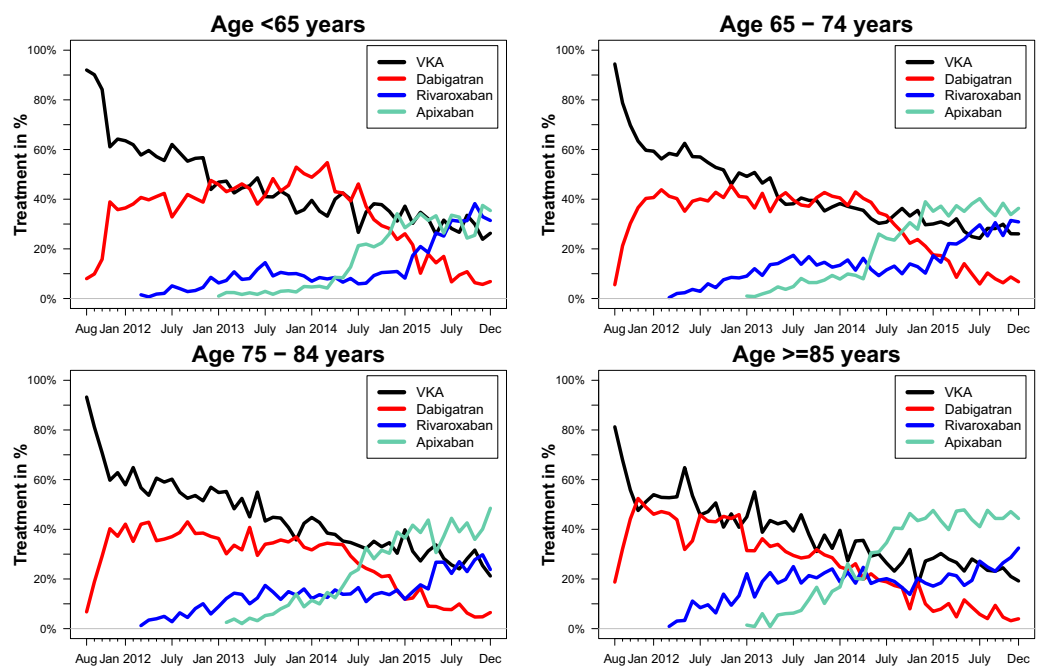 Age <65 years
Treatment in %
100%
80%
60%
40%
20%
0%
VKA
Dabigatran
Rivaroxaban
Apixaban
Aug Jan 2012 July Jan 2013 July Jan 2014 July Jan 2015 July Dec
Age 65 − 74 years
Treatment in %
100%
80%
60%
40%
20%
0%
VKA
Dabigatran
Rivaroxaban
Apixaban
Aug Jan 2012 July Jan 2013 July Jan 2014 July Jan 2015 July Dec
Age 75 − 84 years
Treatment in %
100%
80%
60%
40%
20%
0%
VKA
Dabigatran
Rivaroxaban
Apixaban
Aug Jan 2012 July Jan 2013 July Jan 2014 July Jan 2015 July Dec
Age >=85 years
Treatment in %
100%
80%
60%
40%
20%
0%
VKA
Dabigatran
Rivaroxaban
Apixaban
Aug Jan 2012 July Jan 2013 July Jan 2014 July Jan 2015 July Dec